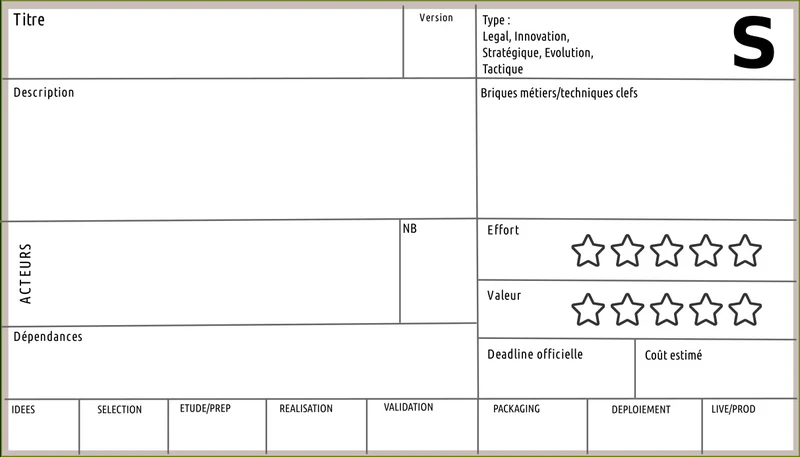 Titre
Version
Type :
Legal, Innovation,
Stratégique, Evolution,
Tactique
S
Description
Briques métiers/techniques clefs
ACTEURS
NB
Effort
Valeur
Dépendances
Deadline officielle
Coût estimé
IDEES
SELECTION
ETUDE/PREP
REALISATION
VALIDATION
PACKAGING
DEPLOIEMENT
LIVE/PROD